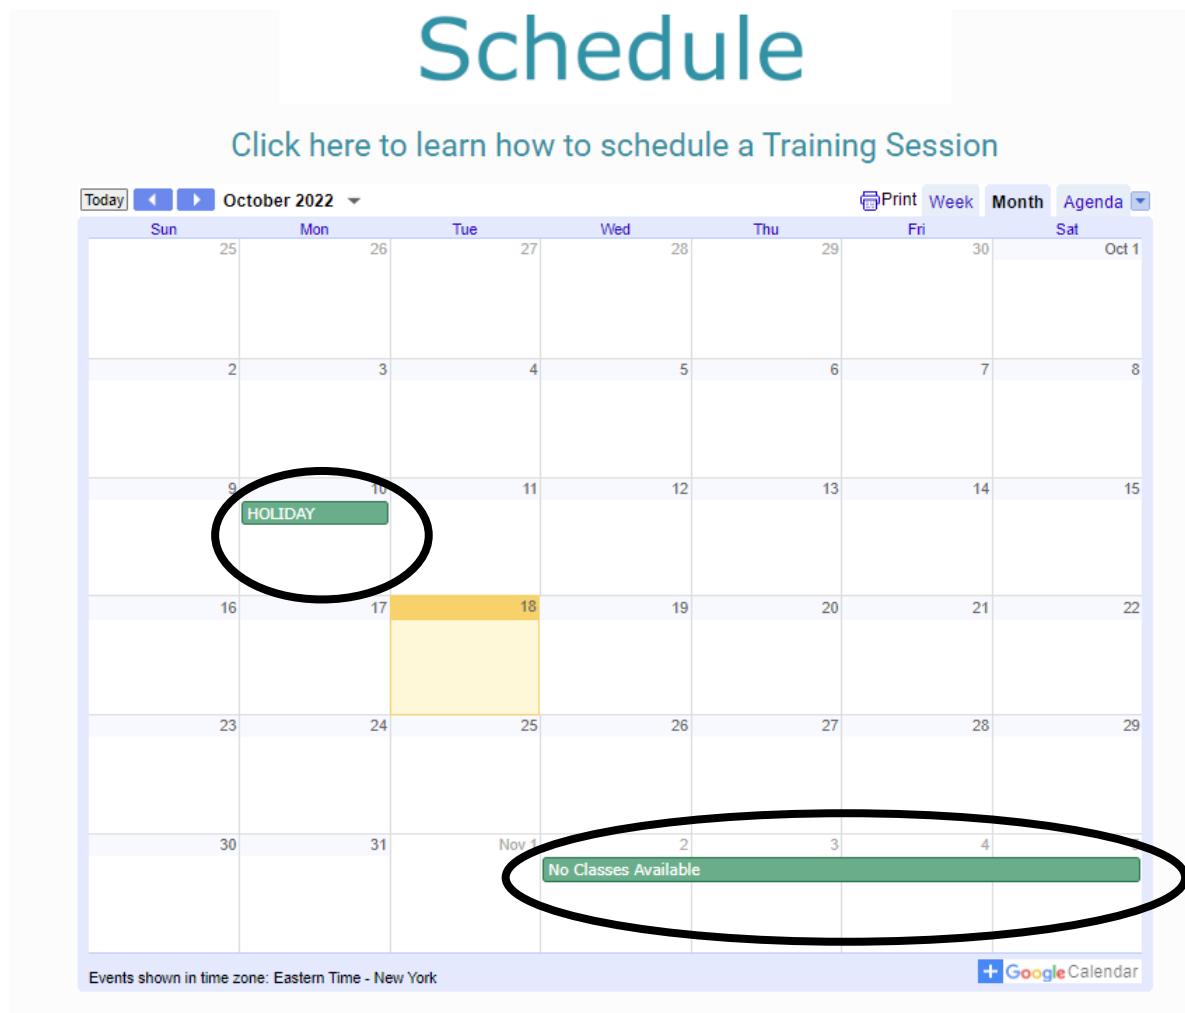 Schedule
Click here to learn how to schedule a Training Session
Today October 2022 Print Week Month Agenda
Sun Mon Tue Wed Thu Fri Sat
25 26 27 28 29 30 Oct 1
2 3 4 5 6 7 8
9 10 11 12 13 14 15
HOLIDAY
16 17 18 19 20 21 22
23 24 25 26 27 28 29
30 31 Nov 1 2 3 4
No Classes Available
Events shown in time zone: Eastern Time - New York
Google Calendar